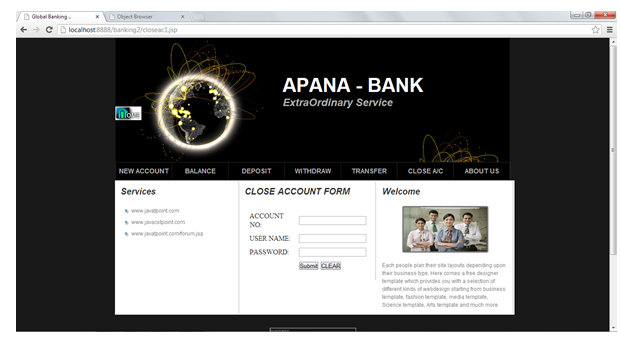 Global Banking ..
Object Browser
localhost:8888/banking2/closeac1.jsp
APANA - BANK
ExtraOrdinary Service
NEW ACCOUNT BALANCE DEPOSIT WITHDRAW TRANSFER CLOSE A/C ABOUT US
Services
www.javatpoint.com
www.javacstpoint.com
www.javatpoint.com/forum.jsp
CLOSE ACCOUNT FORM
ACCOUNT
NO:
USER NAME:
PASSWORD:
Submit CLEAR
Welcome
Each people plan their site layouts depending upon
their business type. Here comes a free designer
template which provides you with a selection of
different kinds of webdesign starting from business
template, fashion template, media template,
Science template, Arts template and much more.